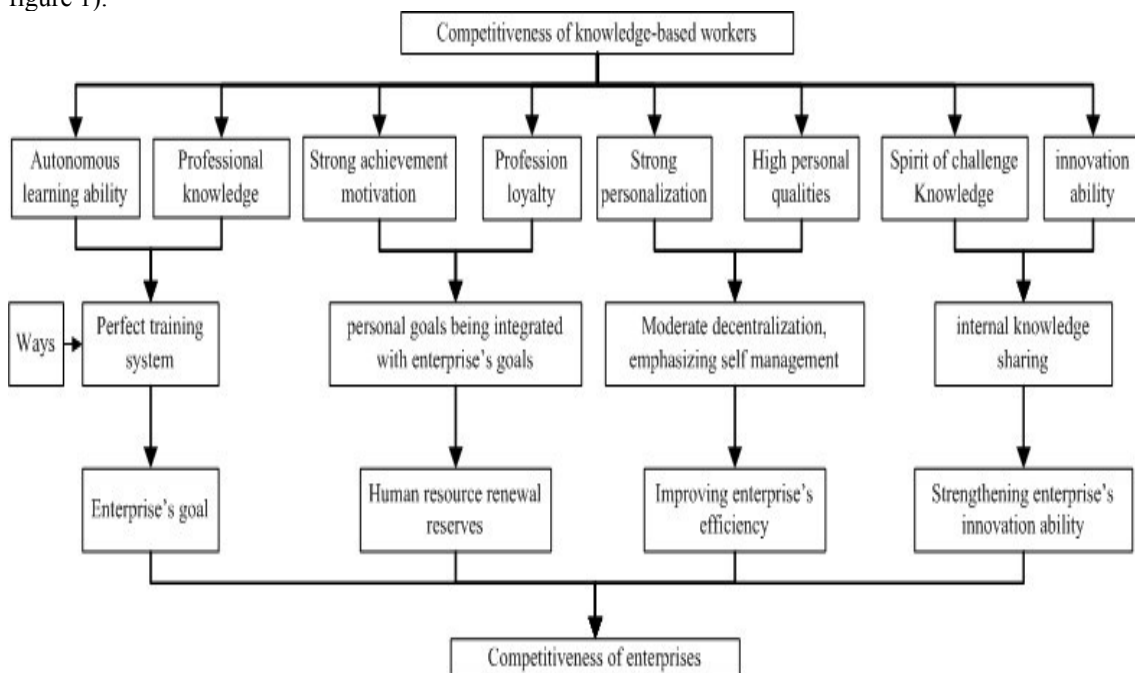 figure 1).
Competitiveness of knowledge-based workers
Autonomous
learning ability
Professional
knowledge
Strong achievement
motivation
Profession
loyalty
Strong
personalization
High personal
qualities
Spirit of challenge
Knowledge
innovation
ability
Ways
Perfect training
system
personal goals being integrated
with enterprise's goals
Moderate decentralization,
emphasizing self management
internal knowledge
sharing
Enterprise's goal
Human resource renewal
reserves
Improving enterprise's
efficiency
Strengthening enterprise's
innovation ability
Competitiveness of enterprises